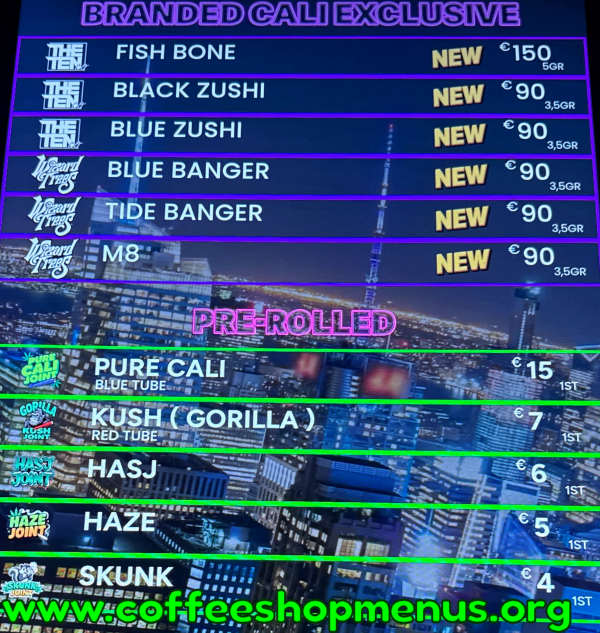 BRANDED CALI EXCLUSIVE
THE TEN FISH BONE NEW €150 5GR
THE TEN BLACK ZUSHI NEW €90 3,5GR
THE TEN BLUE ZUSHI NEW €90 3,5GR
Wizard Trees BLUE BANGER NEW €90 3,5GR
Wizard Trees TIDE BANGER NEW €90 3,5GR
Wizard Trees M8 NEW €90 3,5GR
PRE-ROLLED
PURE CALI JOINT PURE CALI €15
BLUE TUBE 1ST
GORILLA KUSH JOINT KUSH ( GORILLA ) €7
RED TUBE 1ST
HASJ JOINT HASJ €6 1ST
HAZE JOINT HAZE €5 1ST
SKUNK JOINT SKUNK €4 1ST
www.coffeeshopmenus.org